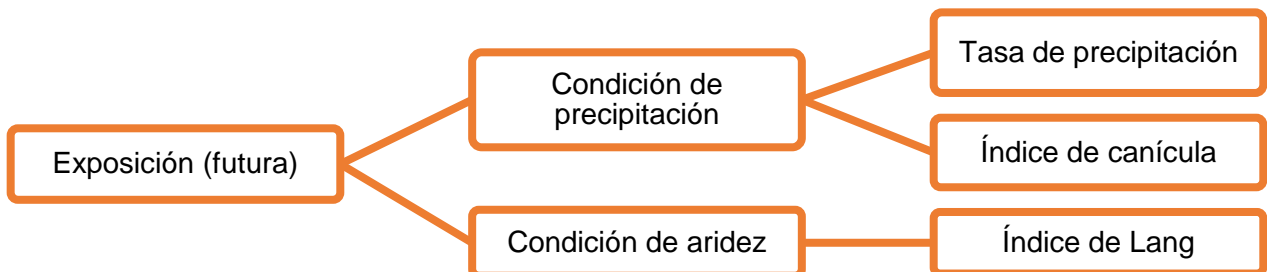 Exposición (futura)
Condición de
precipitación
Tasa de precipitación
Índice de canícula
Condición de aridez
Índice de Lang